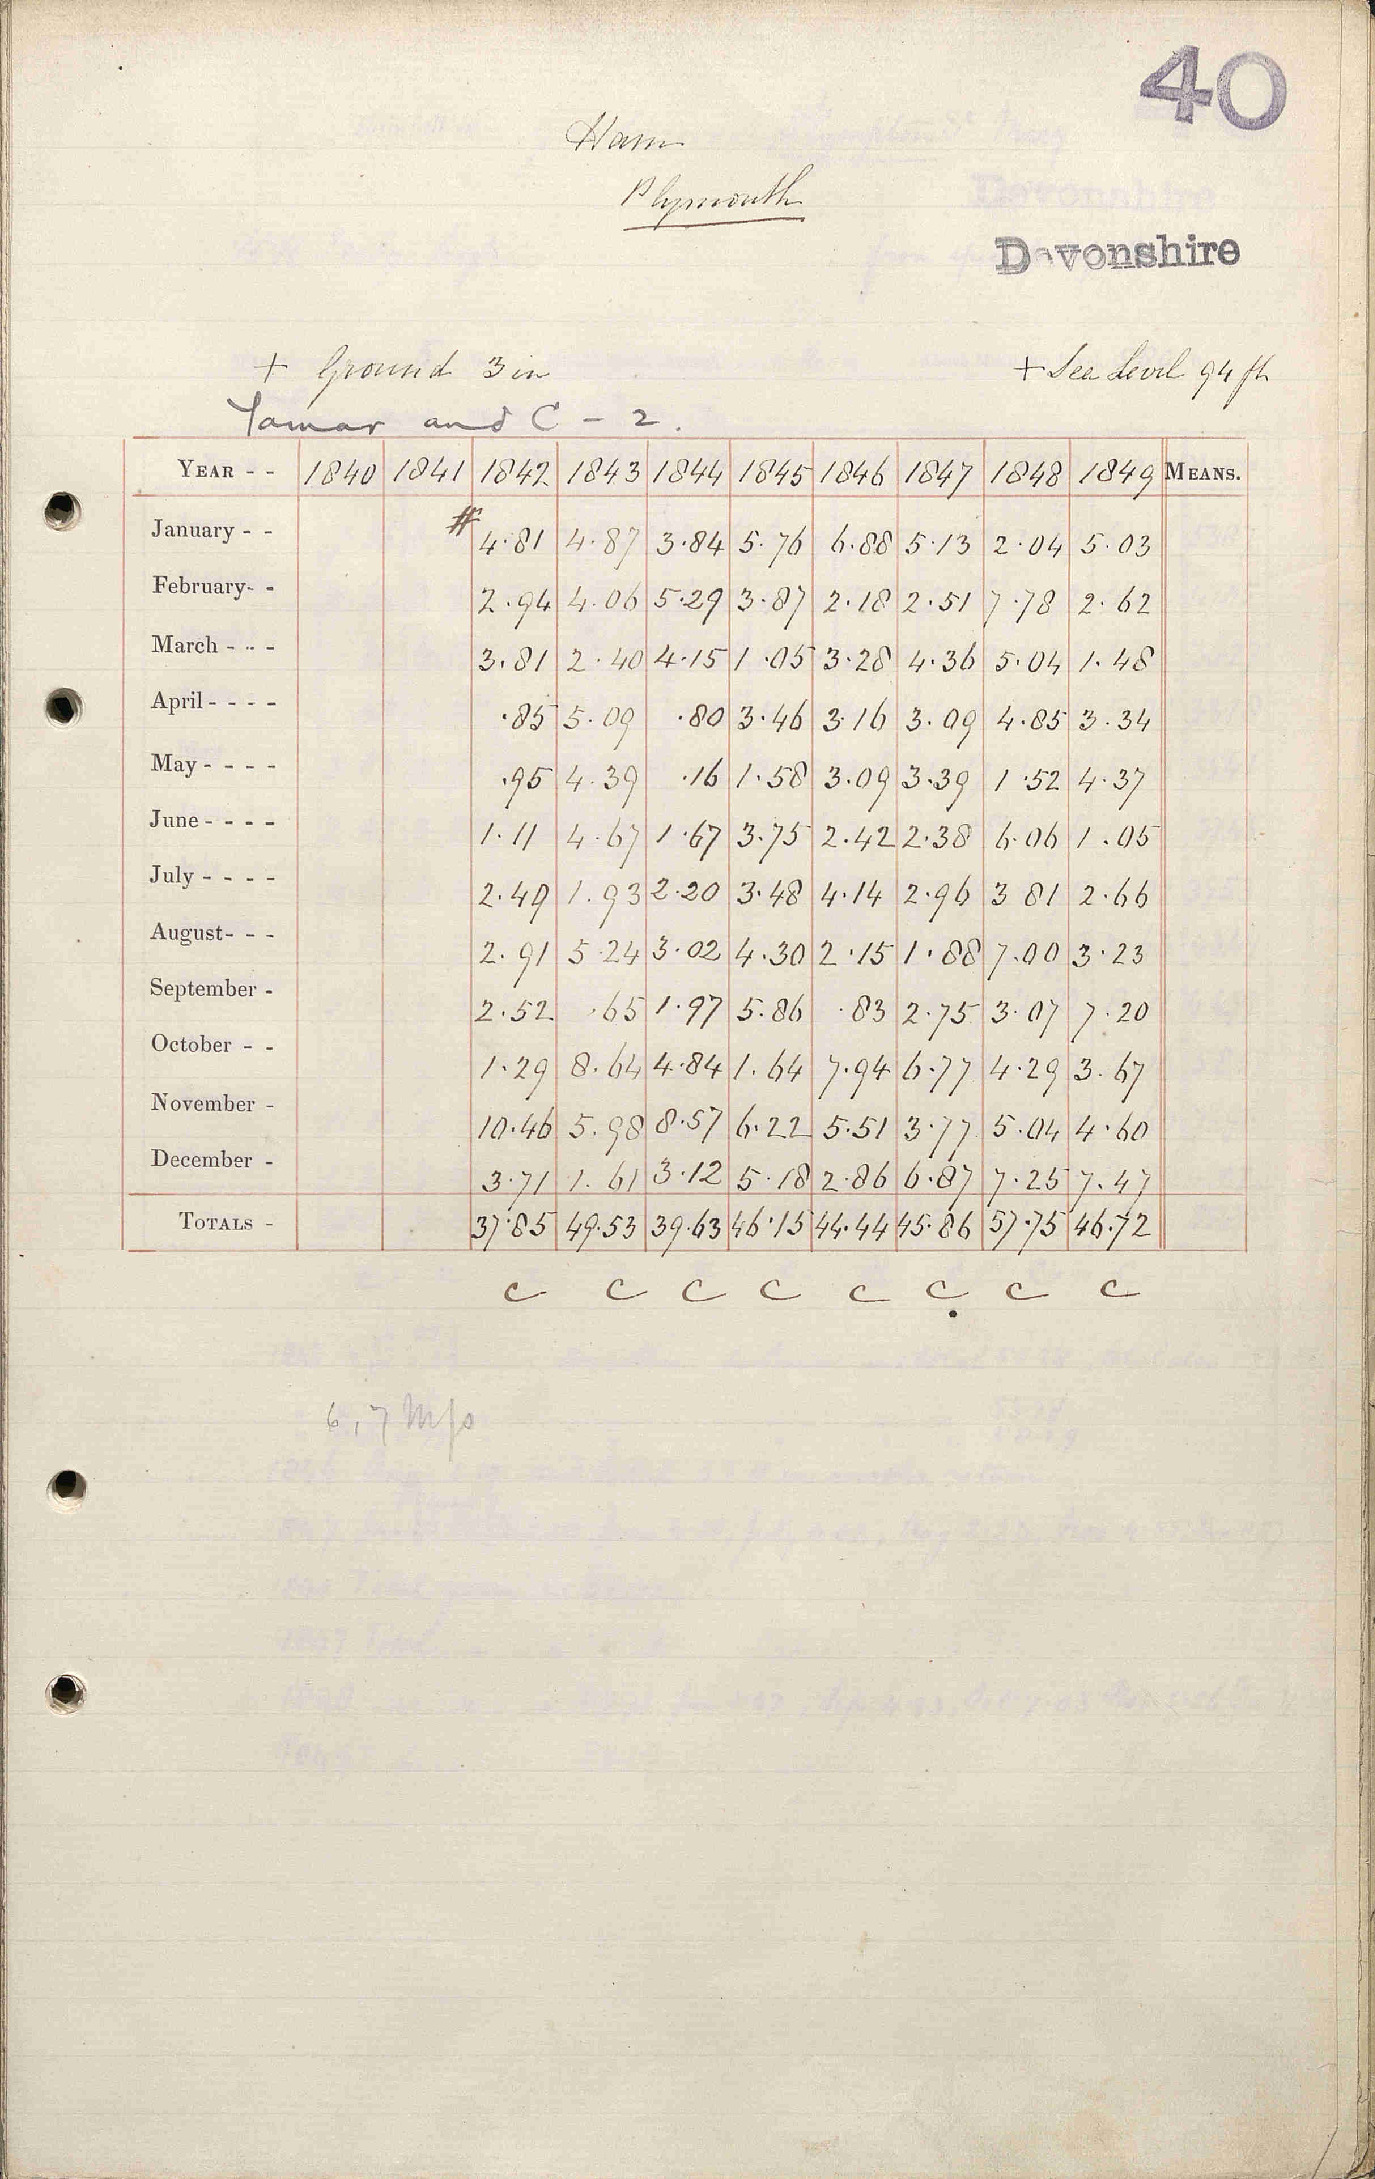 40
Ham
Plymouth
Devonshire
+ Ground 3 in + Sea Level 94 ft
Tamar and C - 2.
YEAR - - 1840 1841 1842 1843 1844 1845 1846 1847 1848 1849 MEANS.
January - - # 4.81 4.87 3.84 5.76 6.88 5.13 2.04 5.03
February- - 2.94 4.06 5.29 3.87 2.18 2.51 7.78 2.62
March - - - 3.81 2.40 4.15 1.05 3.28 4.36 5.04 1.48
April - - - - .85 5.09 .80 3.46 3.16 3.09 4.85 3.34
May - - - - .95 4.39 .16 1.58 3.09 3.39 1.52 4.37
June - - - - 1.11 4.67 1.67 3.75 2.42 2.38 6.06 1.05
July - - - - 2.49 1.93 2.20 3.48 4.14 2.96 3 81 2.66
August- - - 2.91 5.24 3.02 4.30 2.15 1.88 7.00 3.23
September - 2.52 .65 1.97 5.86 .83 2.75 3.07 7.20
October - - 1.29 8.64 4.84 1.64 7.94 6.77 4.29 3.67
November - 10.46 5.98 8.57 6.22 5.51 3.77 5.04 4.60
December - 3.71 1.61 3.12 5.18 2.86 6.87 7.25 7.47
TOTALS - 37.85 49.53 39.63 46.15 44.44 45.86 57.75 46.72
c c c c c c c c